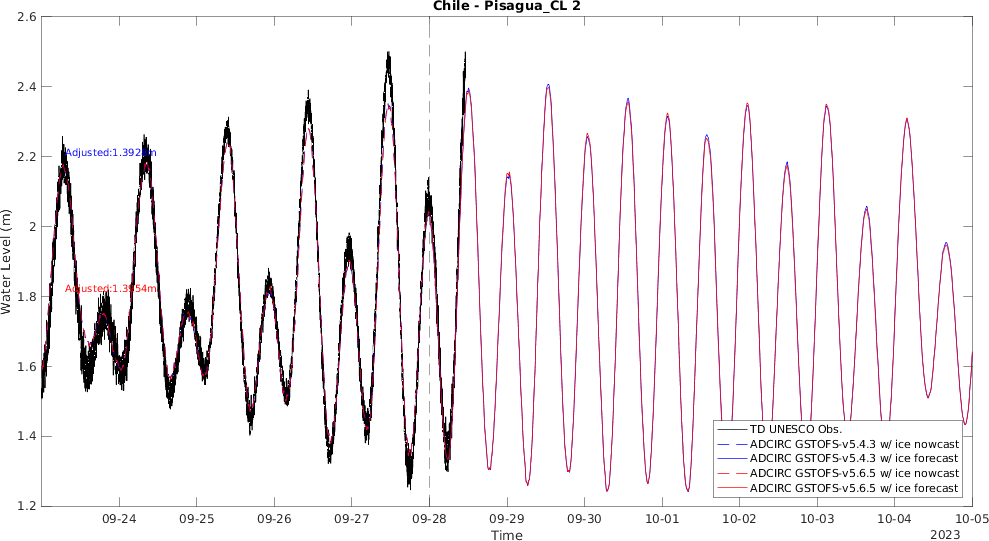 Chile - Pisagua_CL 2
Water Level (m)
2.6
2.4
2.2
2
1.8
1.6
1.4
1.2
Adjusted:1.392
Adjusted:1.3954m
TD UNESCO Obs.
ADCIRC GSTOFS-v5.4.3 w/ ice nowcast
ADCIRC GSTOFS-v5.4.3 w/ ice forecast
ADCIRC GSTOFS-v5.6.5 w/ ice nowcast
ADCIRC GSTOFS-v5.6.5 w/ ice forecast
09-24 09-25 09-26 09-27 09-28 09-29 09-30 10-01 10-02 10-03 10-04 10-05
Time
2023